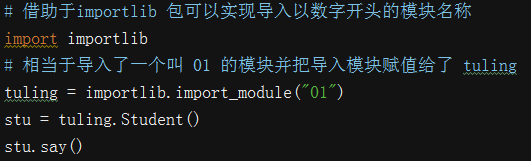 # 借助于importlib 包可以实现导入以数字开头的模块名称
import importlib
# 相当于导入了一个叫 01 的模块并把导入模块赋值给了 tuling
tuling = importlib.import_module("01")
stu = tuling.Student()
stu.say()